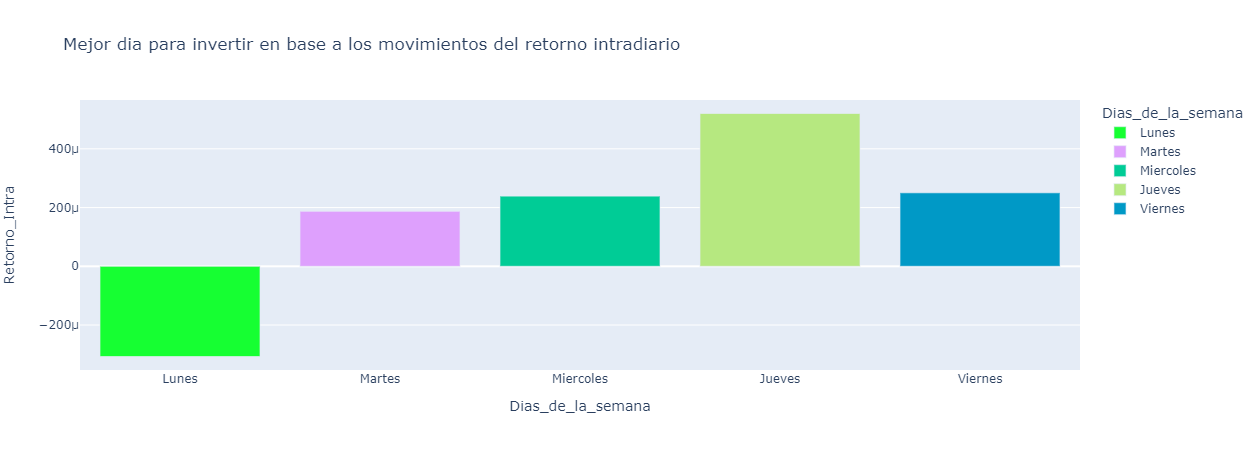 Mejor dia para invertir en base a los movimientos del retorno intradiario
Retorno_Intra
400μ
200μ
0
−200μ
Lunes
Martes
Miercoles
Jueves
Viernes
Dias_de_la_semana
Dias_de_la_semana
Lunes
Martes
Miercoles
Jueves
Viernes